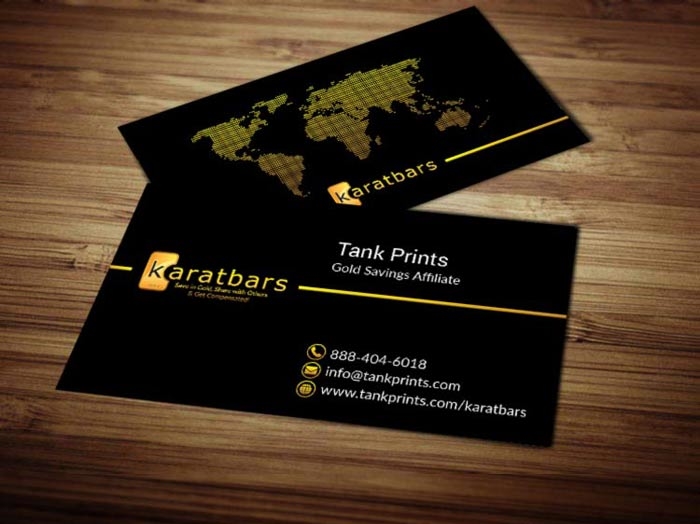 karatbars
Tank Prints
Gold Savings Affiliate
karatbars
Save in Gold, Share with Others
& Get Compensated!
888-404-6018
info@tankprints.com
www.tankprints.com/karatbars